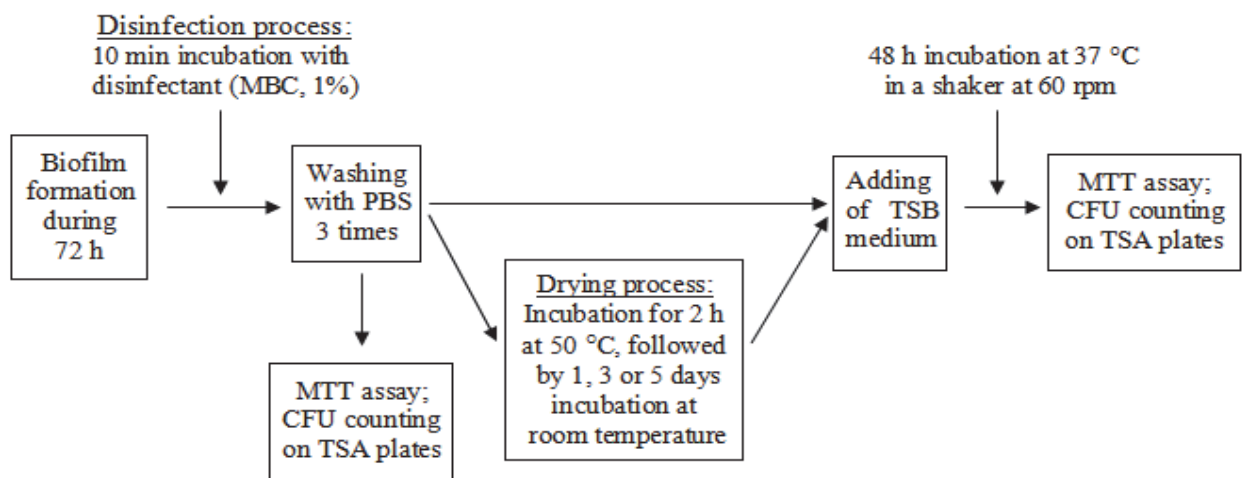 Disinfection process:
10 min incubation with
disinfectant (MBC, 1%)
48 h incubation at 37 °C
in a shaker at 60 rpm
Biofilm
formation
during
72 h
Washing
with PBS
3 times
Adding
of TSB
medium
MTT assay;
CFU counting
on TSA plates
Drying process:
Incubation for 2 h
at 50 °C, followed
by 1, 3 or 5 days
incubation at
room temperature
MTT assay;
CFU counting
on TSA plates